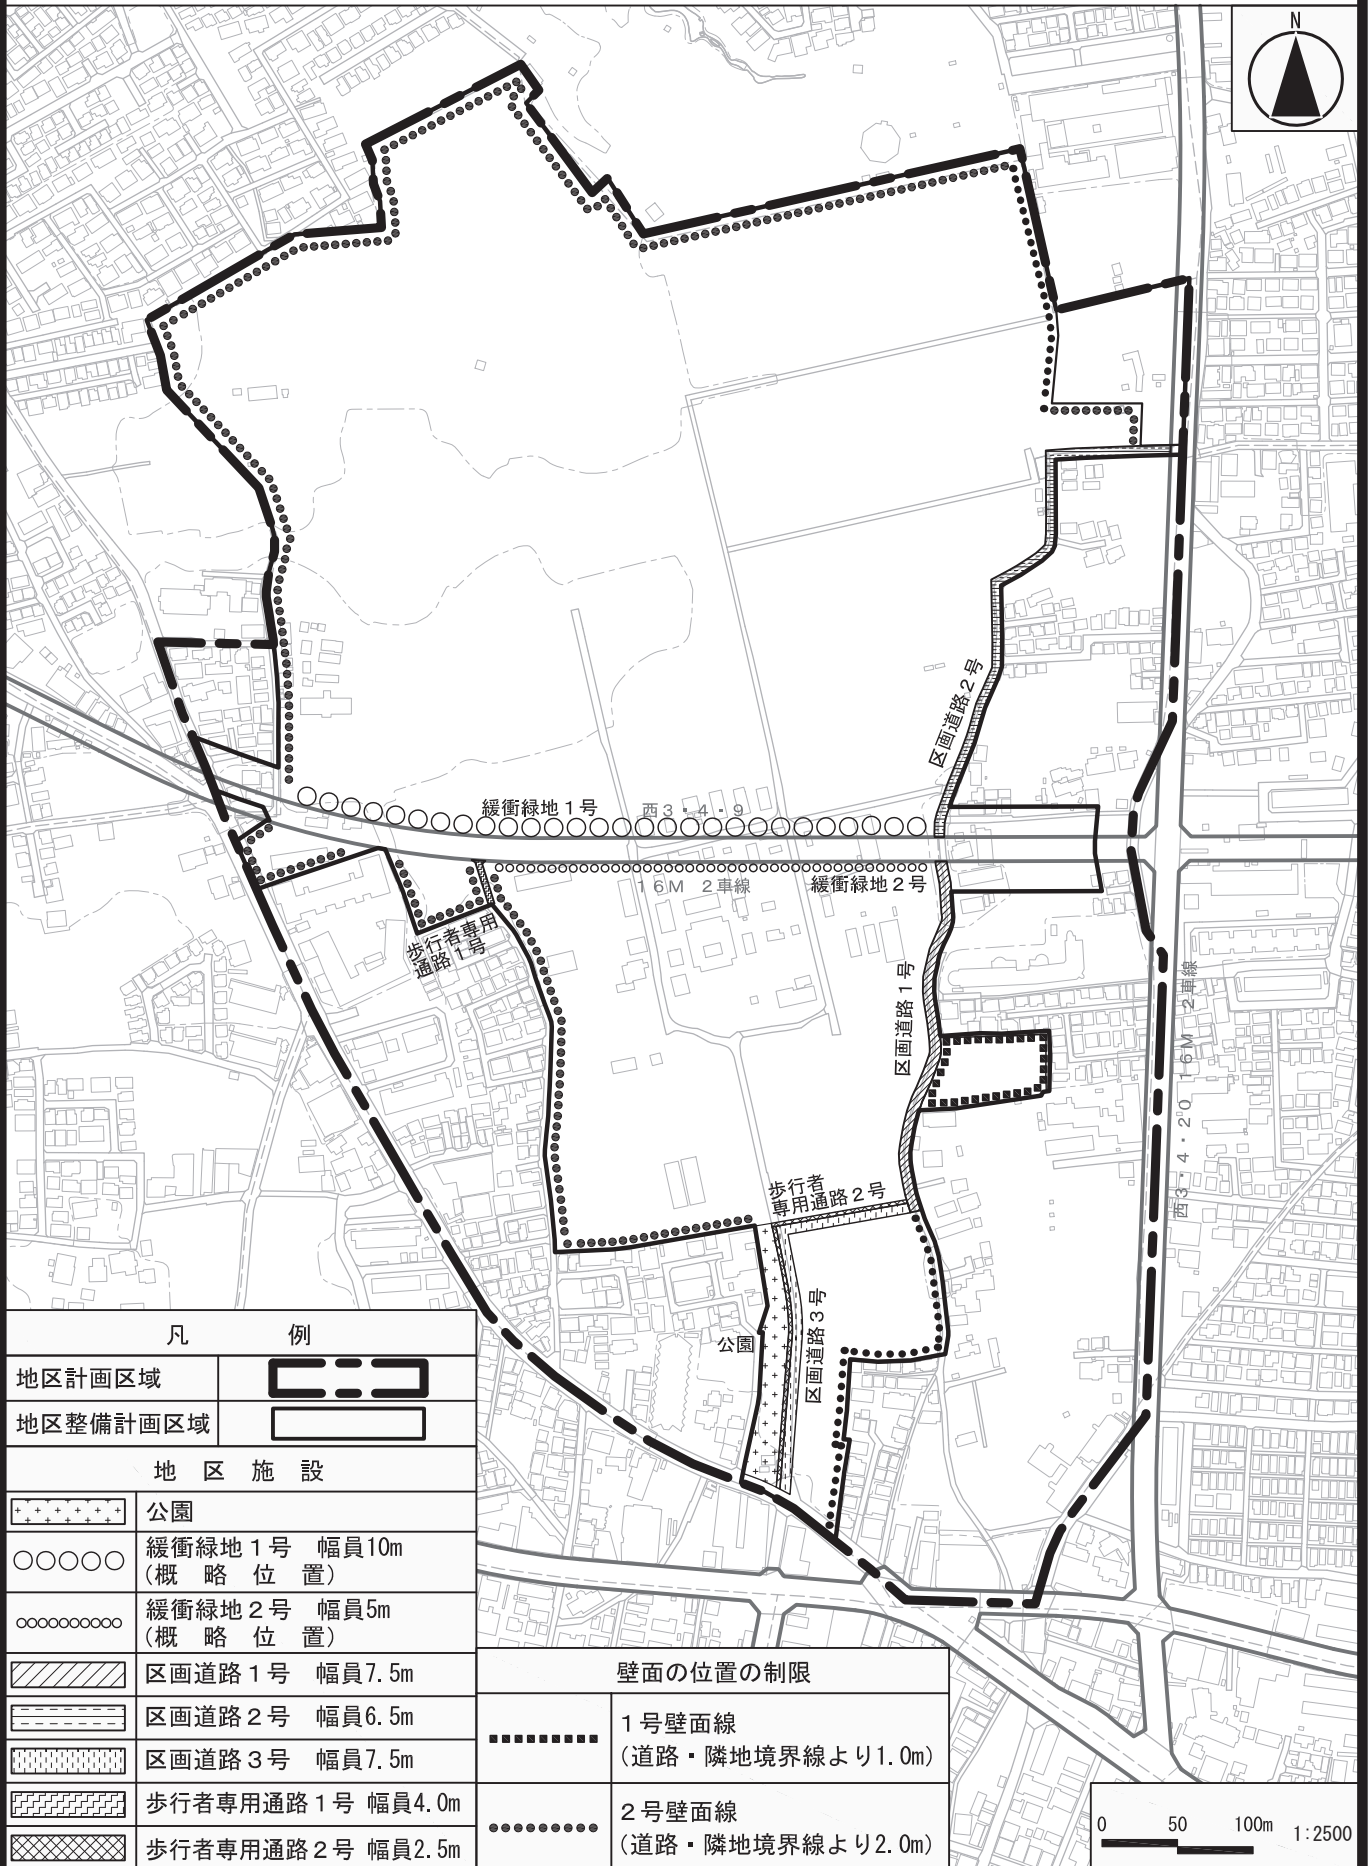 N
区画道路2号
緩衝緑地1号
西3・4・9
16M 2車線
緩衝緑地2号
歩行者専用
通路1号
区画道路1号
西3・4・20 16M 2車線
歩行者
専用通路2号
公園
区画道路3号
凡 例
地区計画区域
地区整備計画区域
地区施設
公園
緩衝緑地1号 幅員10m
(概略位置)
緩衝緑地2号 幅員5m
(概略位置)
区画道路1号 幅員7.5m
区画道路2号 幅員6.5m
区画道路3号 幅員7.5m
歩行者専用通路1号 幅員4.0m
歩行者専用通路2号 幅員2.5m
壁面の位置の制限
1号壁面線
(道路・隣地境界線より1.0m)
2号壁面線
(道路・隣地境界線より2.0m)
0 50 100m 1:2500